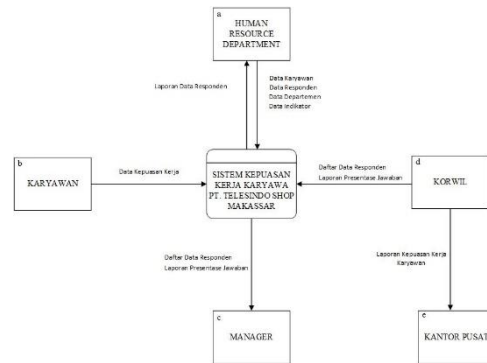 a
HUMAN
RESOURCE
DEPARTMENT
Laporan Data Responden
Data Karyawan
Data Responden
Data Departemen
Data Indikator
b
KARYAWAN
Data Kepuasan Kerja
SISTEM KEPUASAN
KERJA KARYAWA
PT. TELESINDO SHOP
MAKASSAR
Daftar Data Responden
Laporan Presentase Jawaban
d
KORWIL
Daftar Data Responden
Laporan Presentase Jawaban
Laporan Kepuasan Kerja
Karyawan
c
MANAGER
e
KANTOR PUSAT